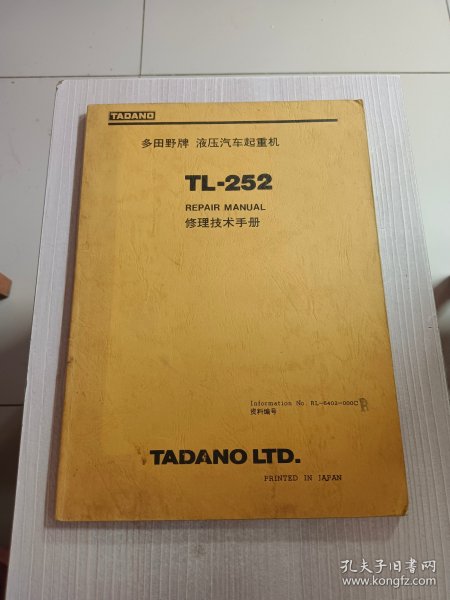 TADANO
多田野牌 液压汽车起重机
TL-252
REPAIR MANUAL
修理技术手册
Information No. RL-6402-000C
资料编号
TADANO LTD.
PRINTED IN JAPAN
孔夫子旧书网
www.kongfz.com